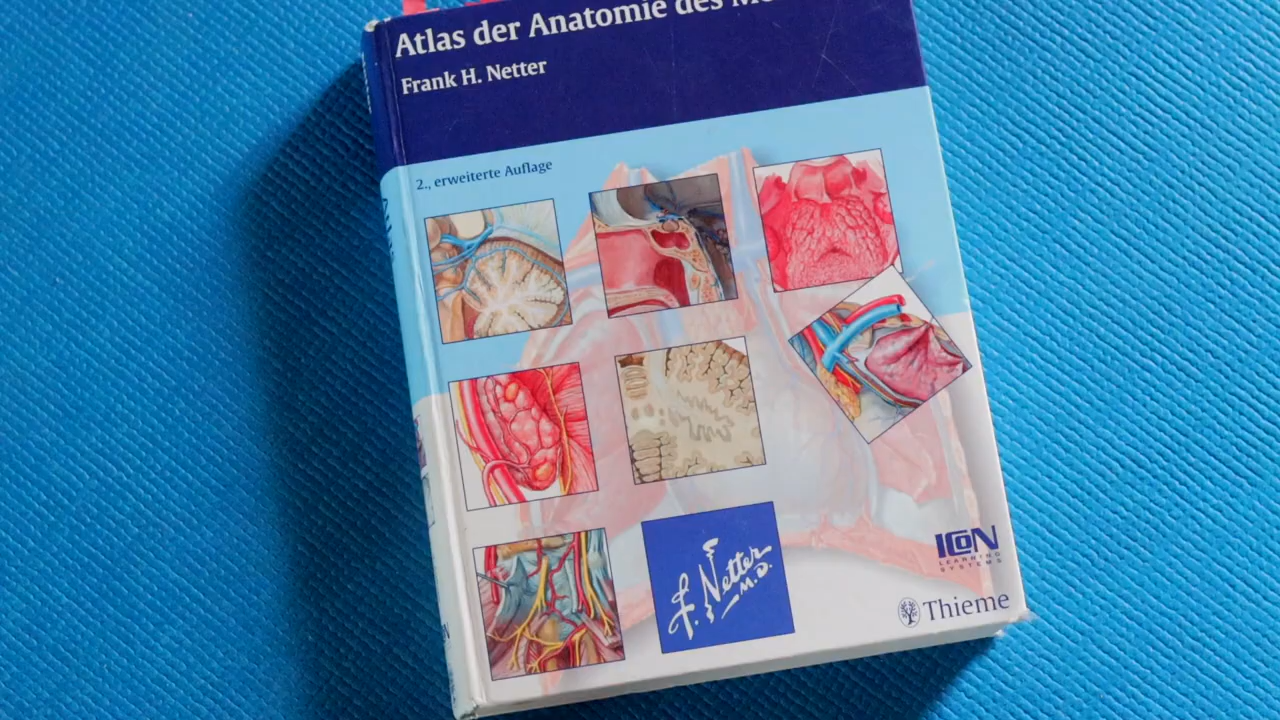 Atlas der Anatomie des
Frank H. Netter
2., erweiterte Auflage
F. Netter
M.D.
ICON
LEARNING
SYSTEMS
Thieme